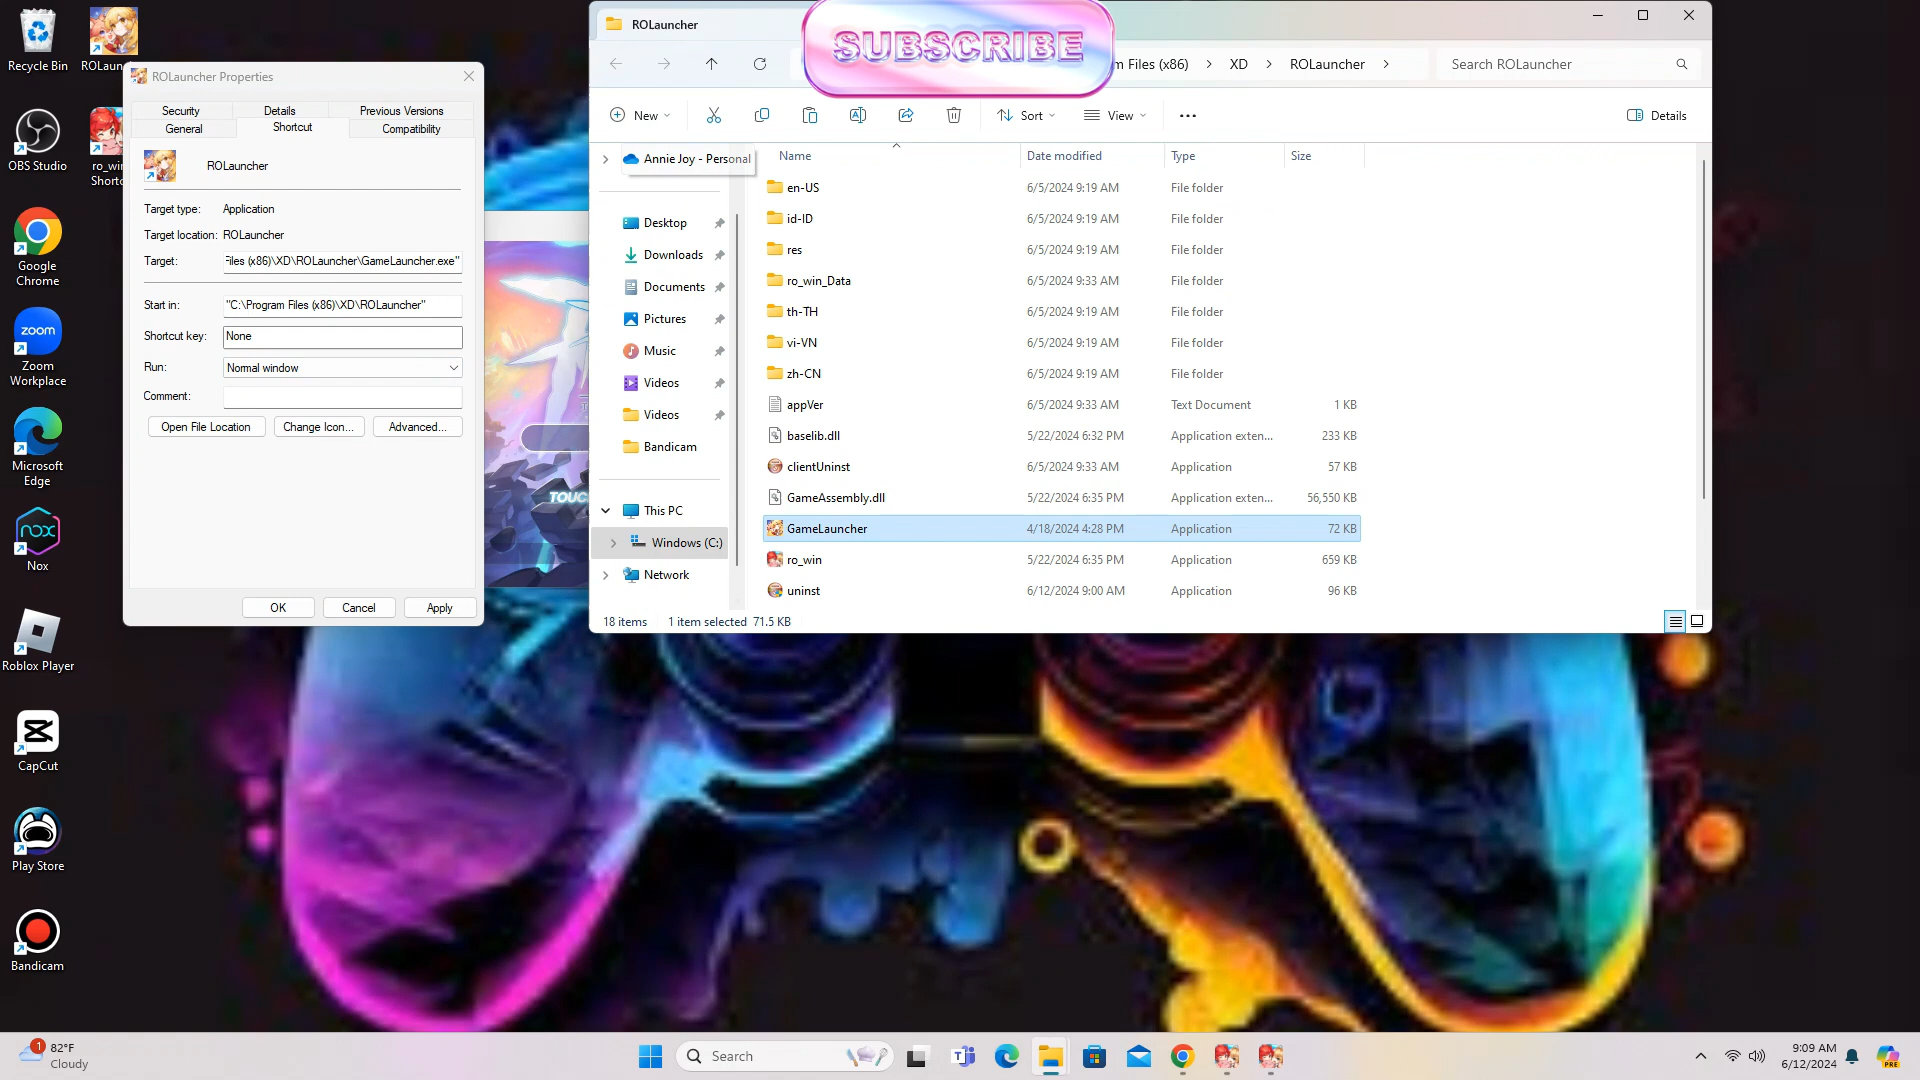 Recycle Bin
ROLaun
OBS Studio
ro_wi
Shorto
Google
Chrome
Zoom
Workplace
Microsoft
Edge
Nox
Roblox Player
CapCut
Play Store
Bandicam
ROLauncher Properties
Security
Details
Previous Versions
General
Shortcut
Compatibility
ROLauncher
Target type:
Application
Target location:
ROLauncher
Target:
Files (x86)\XD\ROLauncher\GameLauncher.exe"
Start in:
"C:\Program Files (x86)\XD\ROLauncher"
Shortcut key:
None
Run:
Normal window
Comment:
Open File Location
Change Icon...
Advanced...
OK
Cancel
Apply
TOUC
ROLauncher
SUBSCRIBE
m Files (x86)
XD
ROLauncher
Search ROLauncher
New
Sort
View
Details
Annie Joy - Personal
Desktop
Downloads
Documents
Pictures
Music
Videos
Videos
Bandicam
This PC
Windows (C:)
Network
Name Date modified Type Size
en-US 6/5/2024 9:19 AM File folder
id-ID 6/5/2024 9:19 AM File folder
res 6/5/2024 9:19 AM File folder
ro_win_Data 6/5/2024 9:33 AM File folder
th-TH 6/5/2024 9:19 AM File folder
vi-VN 6/5/2024 9:19 AM File folder
zh-CN 6/5/2024 9:19 AM File folder
appVer 6/5/2024 9:33 AM Text Document 1 KB
baselib.dll 5/22/2024 6:32 PM Application exten... 233 KB
clientUninst 6/5/2024 9:33 AM Application 57 KB
GameAssembly.dll 5/22/2024 6:35 PM Application exten... 56,550 KB
GameLauncher 4/18/2024 4:28 PM Application 72 KB
ro_win 5/22/2024 6:35 PM Application 659 KB
uninst 6/12/2024 9:00 AM Application 96 KB
18 items 1 item selected 71.5 KB
1
82°F
Cloudy
Search
9:09 AM
6/12/2024